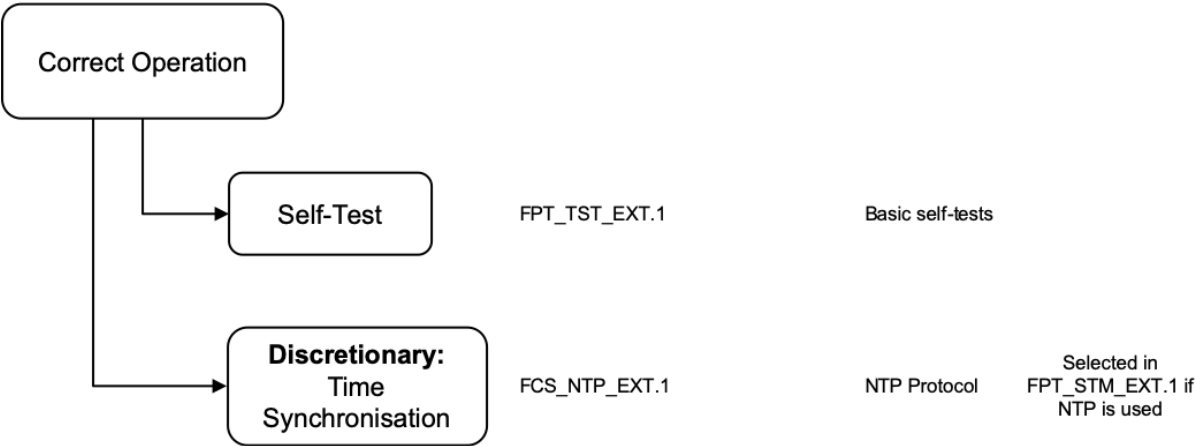 Correct Operation
Self-Test
FPT_TST_EXT.1
Basic self-tests
Discretionary:
Time
Synchronisation
FCS_NTP_EXT.1
NTP Protocol
Selected in
FPT_STM_EXT.1 if
NTP is used